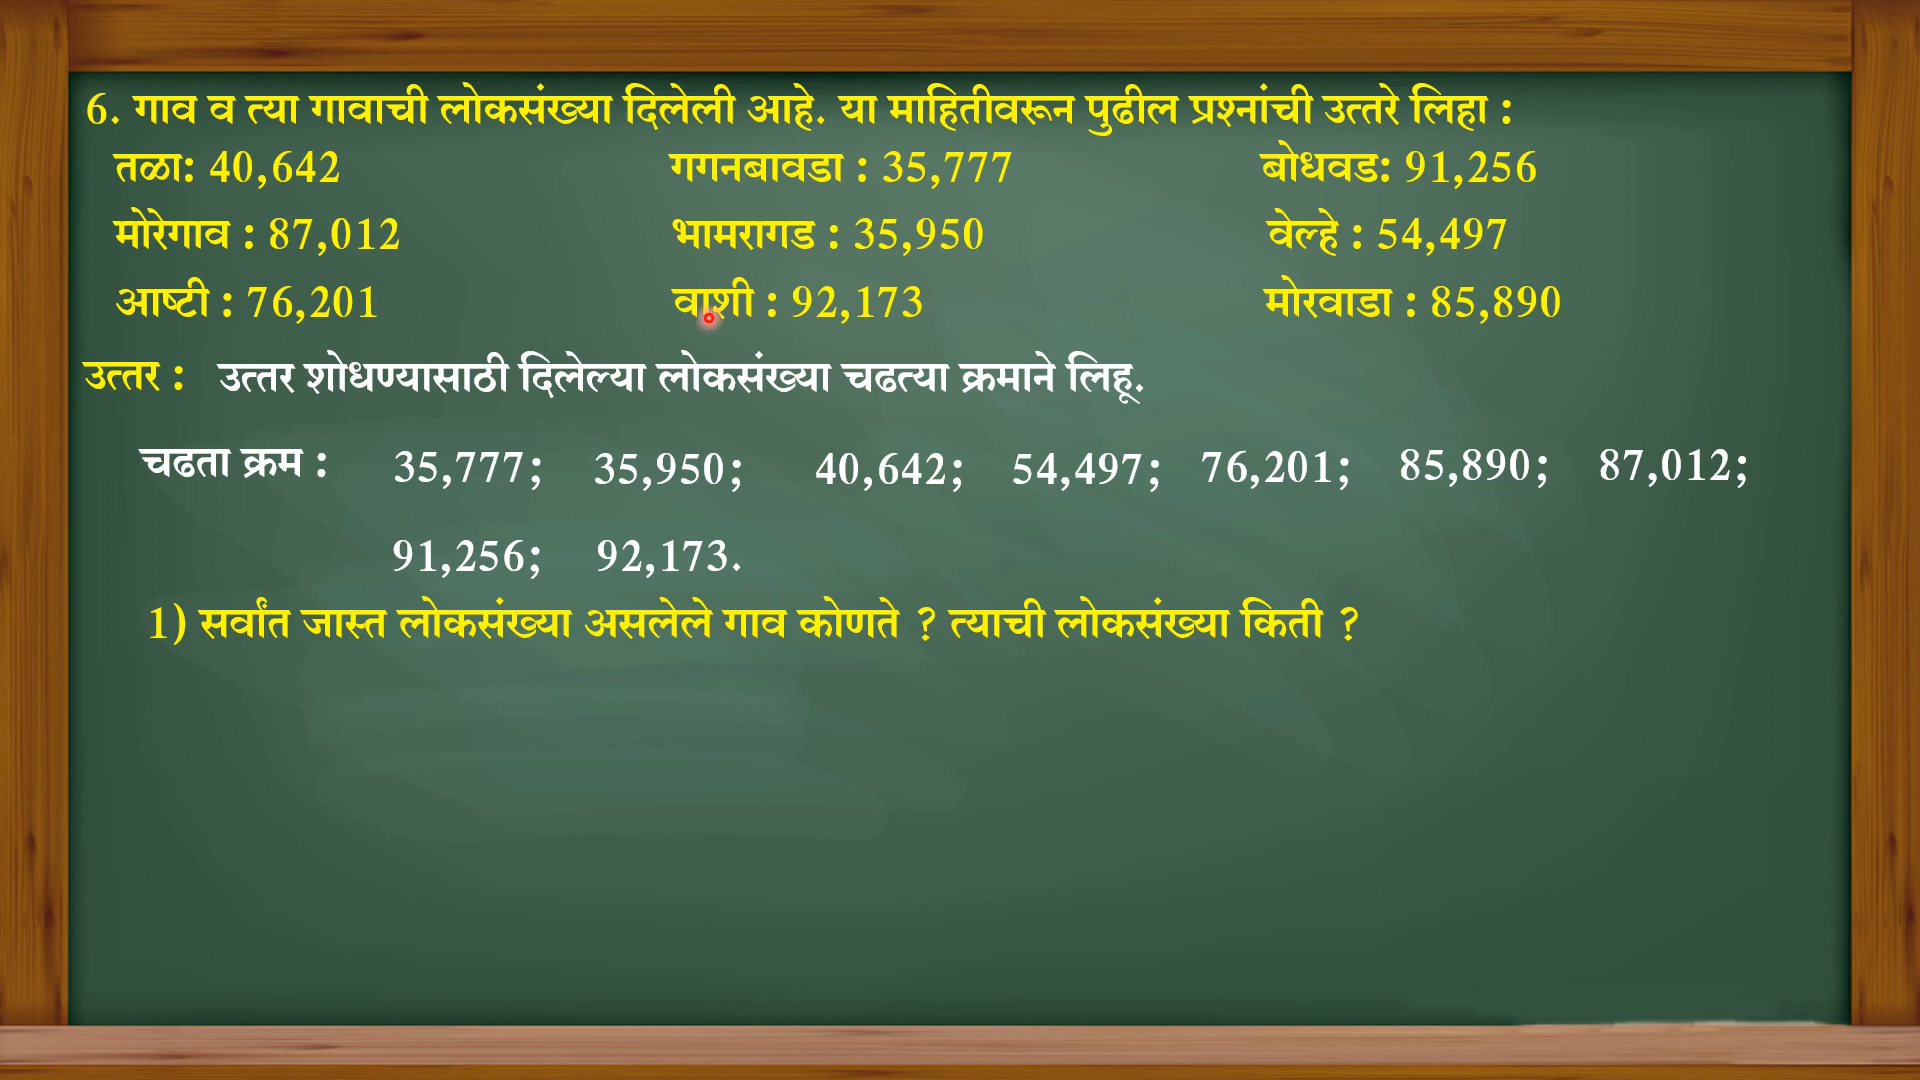 6. गाव व त्या गावाची लोकसंख्या दिलेली आहे. या माहितीवरून पुढील प्रश्नांची उत्तरे लिहा :
तळा: 40,642 गगनबावडा : 35,777 बोधवड: 91,256
मोरेगाव : 87,012 भामरागड : 35,950 वेल्हे : 54,497
आष्टी : 76,201 वाशी : 92,173 मोरवाडा : 85,890
उत्तर : उत्तर शोधण्यासाठी दिलेल्या लोकसंख्या चढत्या क्रमाने लिहू.
चढता क्रम : 35,777; 35,950; 40,642; 54,497; 76,201; 85,890; 87,012;
91,256; 92,173.
1) सर्वांत जास्त लोकसंख्या असलेले गाव कोणते ? त्याची लोकसंख्या किती ?